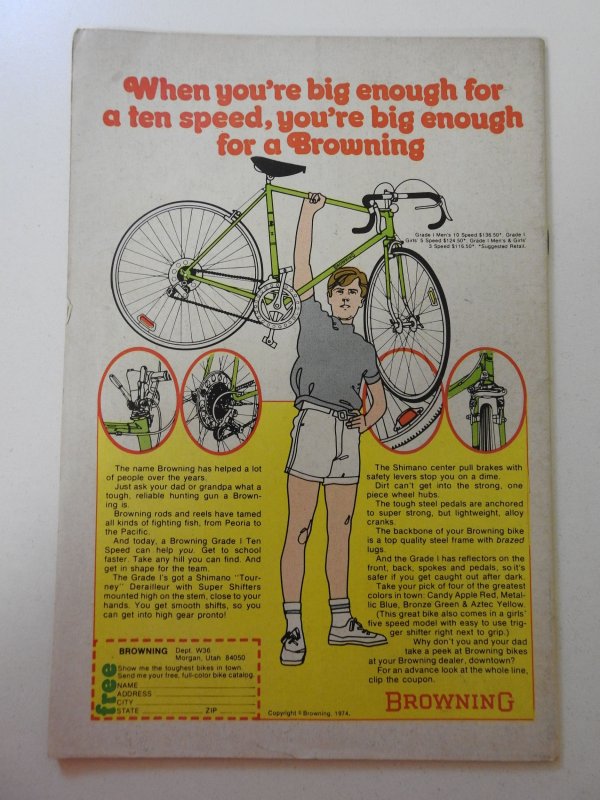 When you're big enough for
a ten speed, you're big enough
for a Browning
Grade I Men's 10 Speed $136.50*. Grade I
Girls' 5 Speed $124.50*. Grade I Men's & Girls'
3 Speed $116.50*. *Suggested Retail.
The name Browning has helped a lot
of people over the years.
Just ask your dad or grandpa what a
tough, reliable hunting gun a Brown-
ing is.
Browning rods and reels have tamed
all kinds of fighting fish, from Peoria to
the Pacific.
And today, a Browning Grade I Ten
Speed can help you. Get to school
faster. Take any hill you can find. And
get in shape for the team.
The Grade I's got a Shimano "Tour-
ney" Derailleur with Super Shifters
mounted high on the stem, close to your
hands. You get smooth shifts, so you
can get into high gear pronto!
The Shimano center pull brakes with
safety levers stop you on a dime.
Dirt can't get into the strong, one
piece wheel hubs.
The tough steel pedals are anchored
to super strong, but lightweight, alloy
cranks.
The backbone of your Browning bike
is a top quality steel frame with brazed
lugs.
And the Grade I has reflectors on the
front, back, spokes and pedals, so it's
safer if you get caught out after dark.
Take your pick of four of the greatest
colors in town: Candy Apple Red, Metal-
lic Blue, Bronze Green & Aztec Yellow.
(This great bike also comes in a girls'
five speed model with easy to use trig-
ger shifter right next to grip.)
Why don't you and your dad
take a peek at Browning bikes
at your Browning dealer, downtown?
For an advance look at the whole line,
clip the coupon.
BROWNING
free
BROWNING Dept. W36
Morgan, Utah 84050
Show me the toughest bikes in town.
Send me your free, full-color bike catalog.
NAME
ADDRESS
CITY
STATE ZIP
Copyright © Browning, 1974.